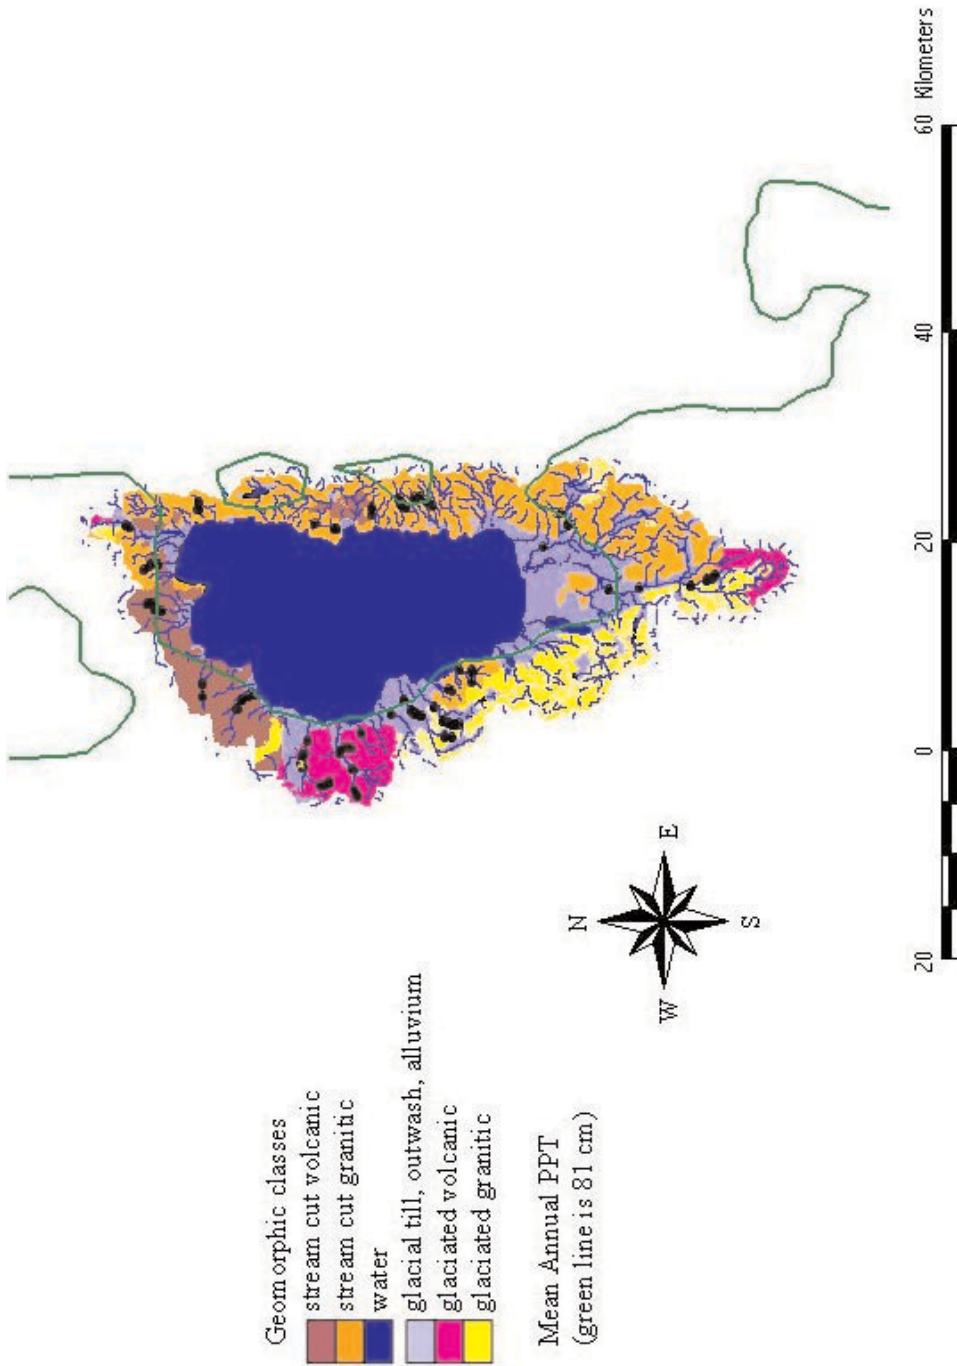 Geomorphic classes
stream cut volcanic
stream cut granitic
water
glacial till, outwash, alluvium
glaciated volcanic
glaciated granitic
Mean Annual PPT
(green line is 81 cm)
N
W
E
S
20
0
20
40
60 Kilometers